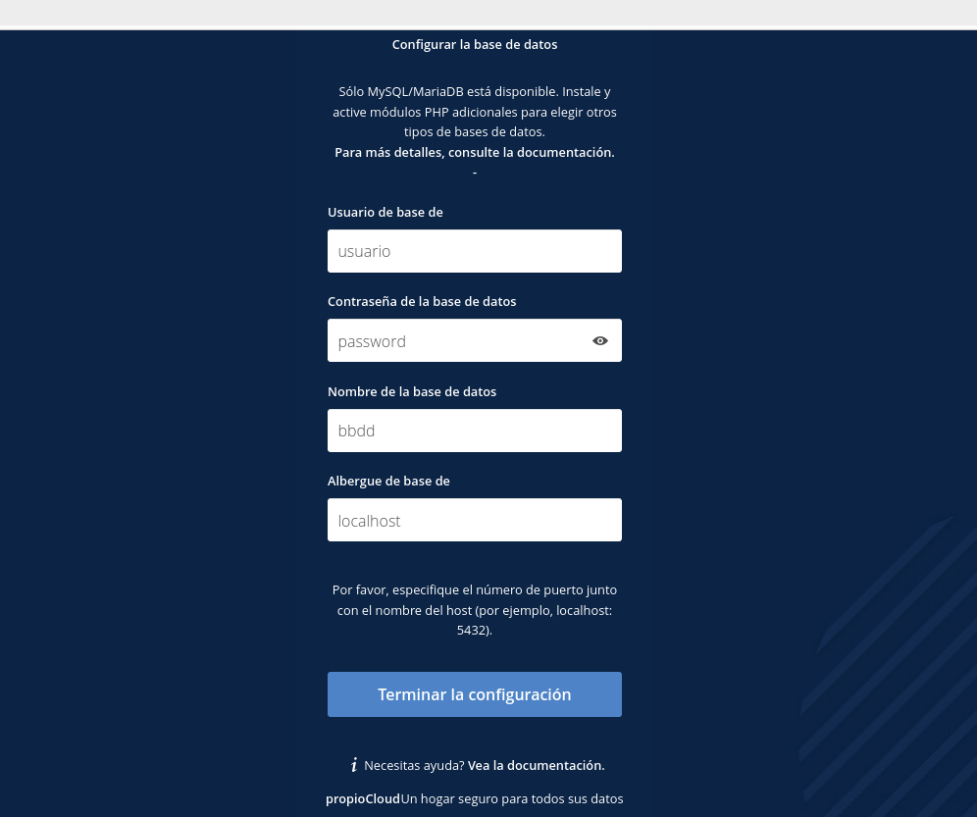 Configurar la base de datos
Sólo MySQL/MariaDB está disponible. Instale y
active módulos PHP adicionales para elegir otros
tipos de bases de datos.
Para más detalles, consulte la documentación.
-
Usuario de base de
usuario
Contraseña de la base de datos
password
Nombre de la base de datos
bbdd
Albergue de base de
localhost
Por favor, especifique el número de puerto junto
con el nombre del host (por ejemplo, localhost:
5432).
Terminar la configuración
i Necesitas ayuda? Vea la documentación.
propioCloudUn hogar seguro para todos sus datos